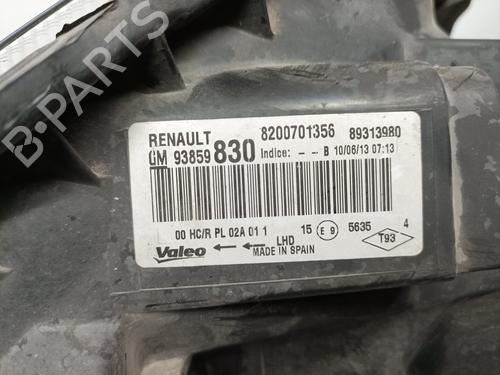 RENAULT 8200701356 89313980
GM 93859 830 Indice: - - B 10/06/13 07:13
00 HC/R PL 02A 01 1 15 E 9 5635 4
Valeo LHD T93
MADE IN SPAIN
B-PARTS